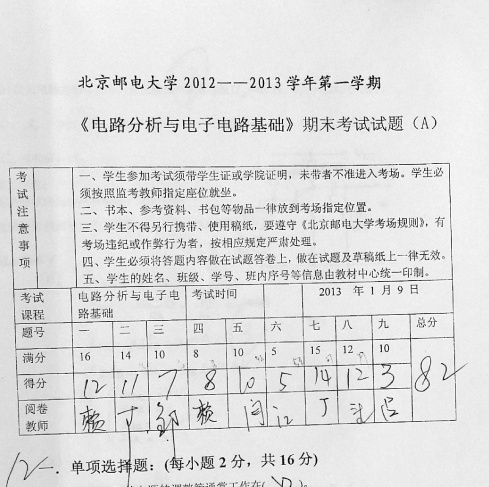 北京邮电大学 2012——2013 学年第一学期
《电路分析与电子电路基础》期末考试试题（A）
考试注意事项
一、学生参加考试须带学生证或学院证明，未带者不准进入考场。学生必
须按照监考教师指定座位就坐。
二、书本、参考资料、书包等物品一律放到考场指定位置。
三、学生不得另行携带、使用稿纸，要遵守《北京邮电大学考场规则》，有
考场违纪或作弊行为者，按相应规定严肃处理。
四、学生必须将答题内容做在试题答卷上，做在试题及草稿纸上一律无效。
五、学生的姓名、班级、学号、班内序号等信息由教材中心统一印制。
考试 电路分析与电子电 考试时间 2013 年 1 月 9 日
课程 路基础
题号 一 二 三 四 五 六 七 八 九 总分
满分 16 14 10 8 10 5 15 12 10
得分 12 11 7 8 10 5 14 12 3 82
阅卷 赖 丁 邹 赖 闫 江 丁 吕
教师
12 . 单项选择题：(每小题 2 分，共 16 分)